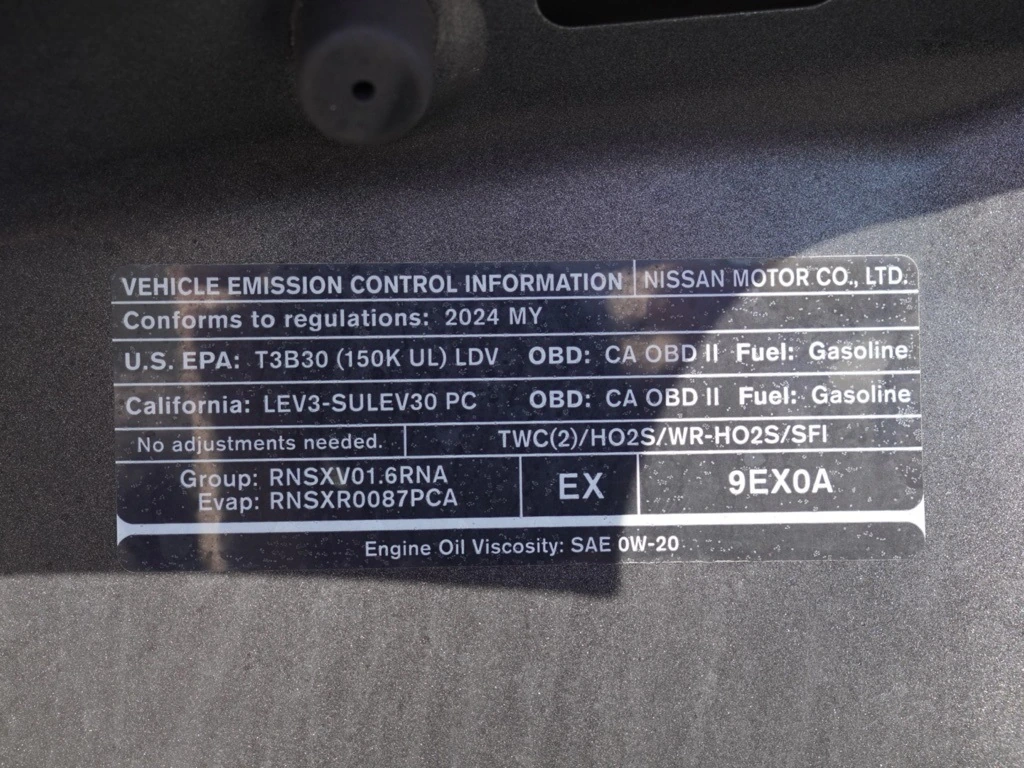 VEHICLE EMISSION CONTROL INFORMATION NISSAN MOTOR CO., LTD.
Conforms to regulations: 2024 MY
U.S. EPA: T3B30 (150K UL) LDV OBD: CA OBD II Fuel: Gasoline
California: LEV3-SULEV30 PC OBD: CA OBD II Fuel: Gasoline
No adjustments needed. TWC(2)/HO2S/WR-HO2S/SFI
Group: RNSXV01.6RNA
Evap: RNSXR0087PCA
EX
9EX0A
Engine Oil Viscosity: SAE 0W-20